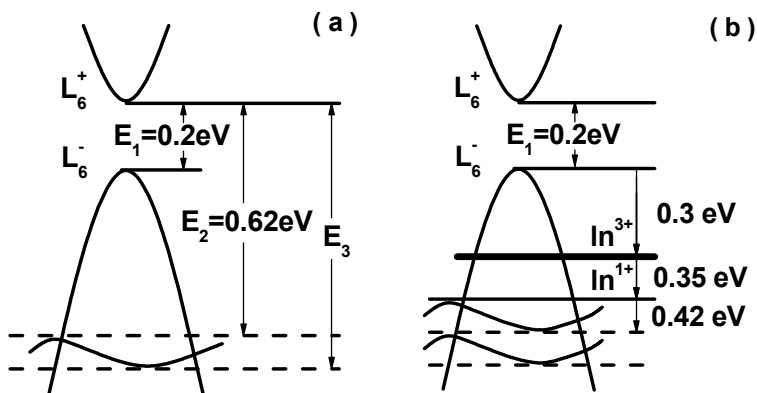 ( a )
L₆⁺
E₁=0.2eV
L₆⁻
E₂=0.62eV
E₃
( b )
L₆⁺
E₁=0.2eV
L₆⁻
0.3 eV
In³⁺
In¹⁺
0.35 eV
0.42 eV